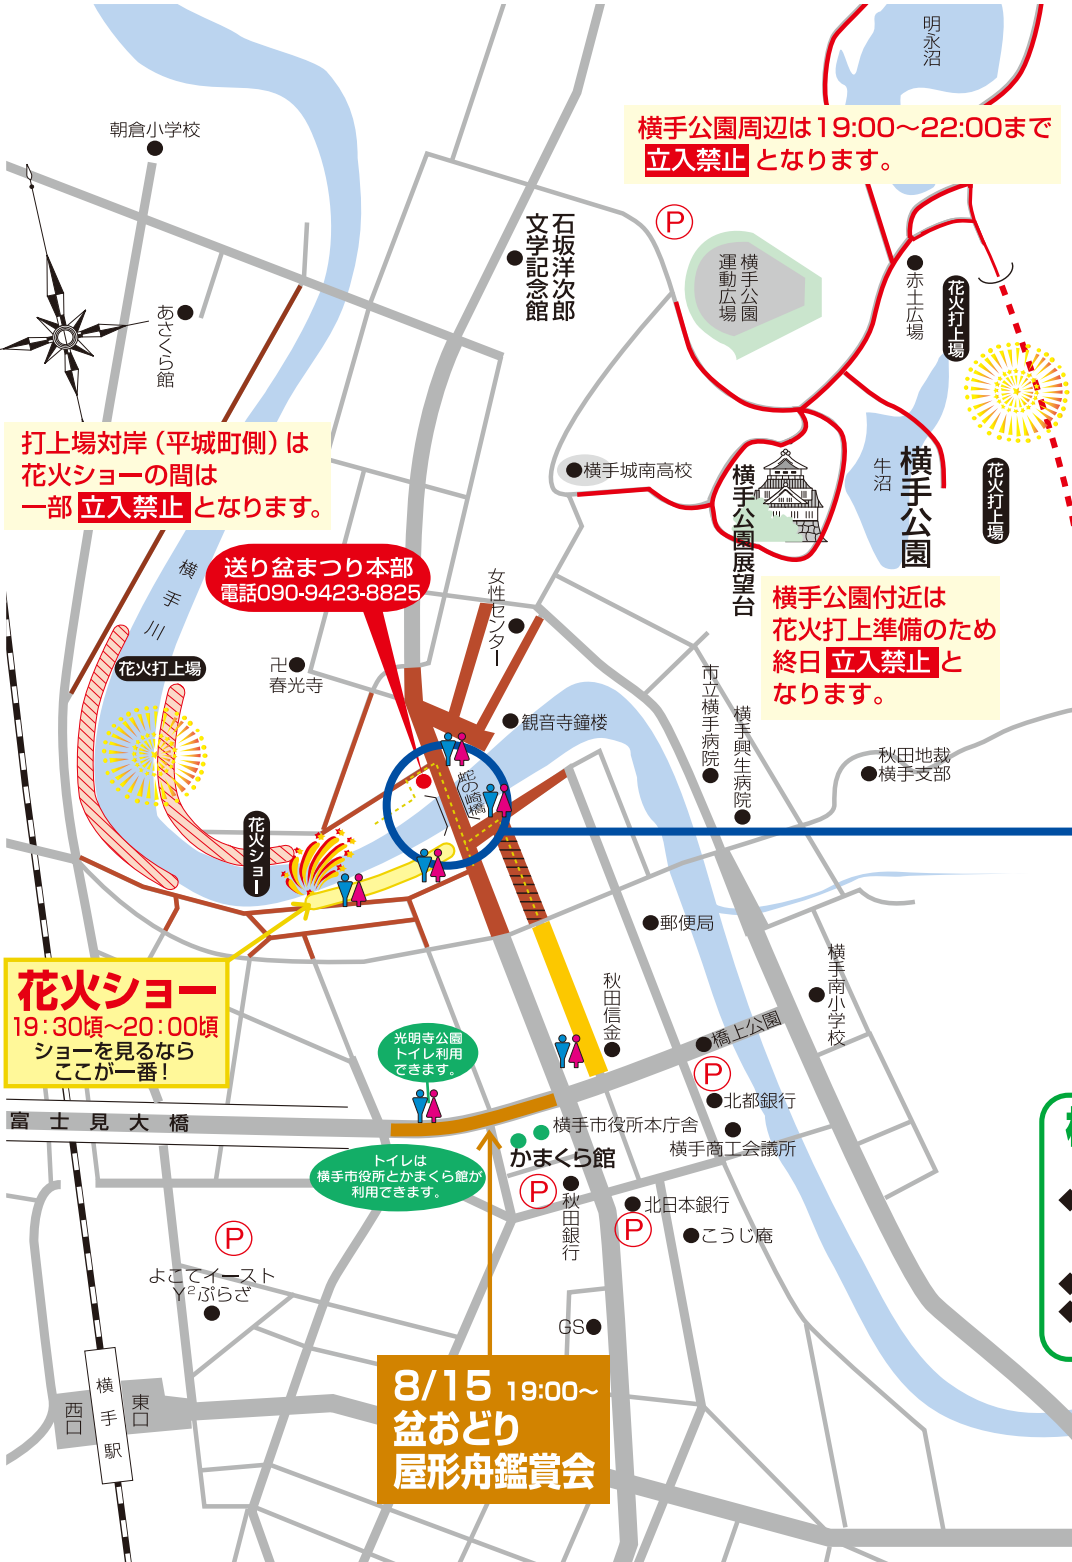 明永沼
朝倉小学校
横手公園周辺は19:00〜22:00まで
立入禁止となります。
P
石坂洋次郎
文学記念館
横手公園
運動広場
赤土広場
花火打上場
あさくら館
打上場対岸（平城町側）は
花火ショーの間は
一部 立入禁止 となります。
横手城南高校
横手公園展望台
牛沼
横手公園
花火打上場
横手川
送り盆まつり本部
電話090-9423-8825
女性センター
横手公園付近は
花火打上準備のため
終日 立入禁止 と
なります。
花火打上場
卍
春光寺
観音寺鐘楼
市立横手病院
横手興生病院
秋田地裁
横手支部
蛇の崎橋
花火ショー
郵便局
横手南小学校
花火ショー
19:30頃〜20:00頃
ショーを見るなら
ここが一番！
秋田信金
橋上公園
光明寺公園
トイレ利用
できます。
P
北都銀行
富士見大橋
横手市役所本庁舎
横手商工会議所
かまくら館
トイレは
横手市役所とかまくら館が
利用できます。
P
秋田銀行
北日本銀行
P
こうじ庵
P
よこてイースト
Y²ぷらざ
GS
8/15 19:00〜
盆おどり
屋形舟鑑賞会
横手駅
東口
西口